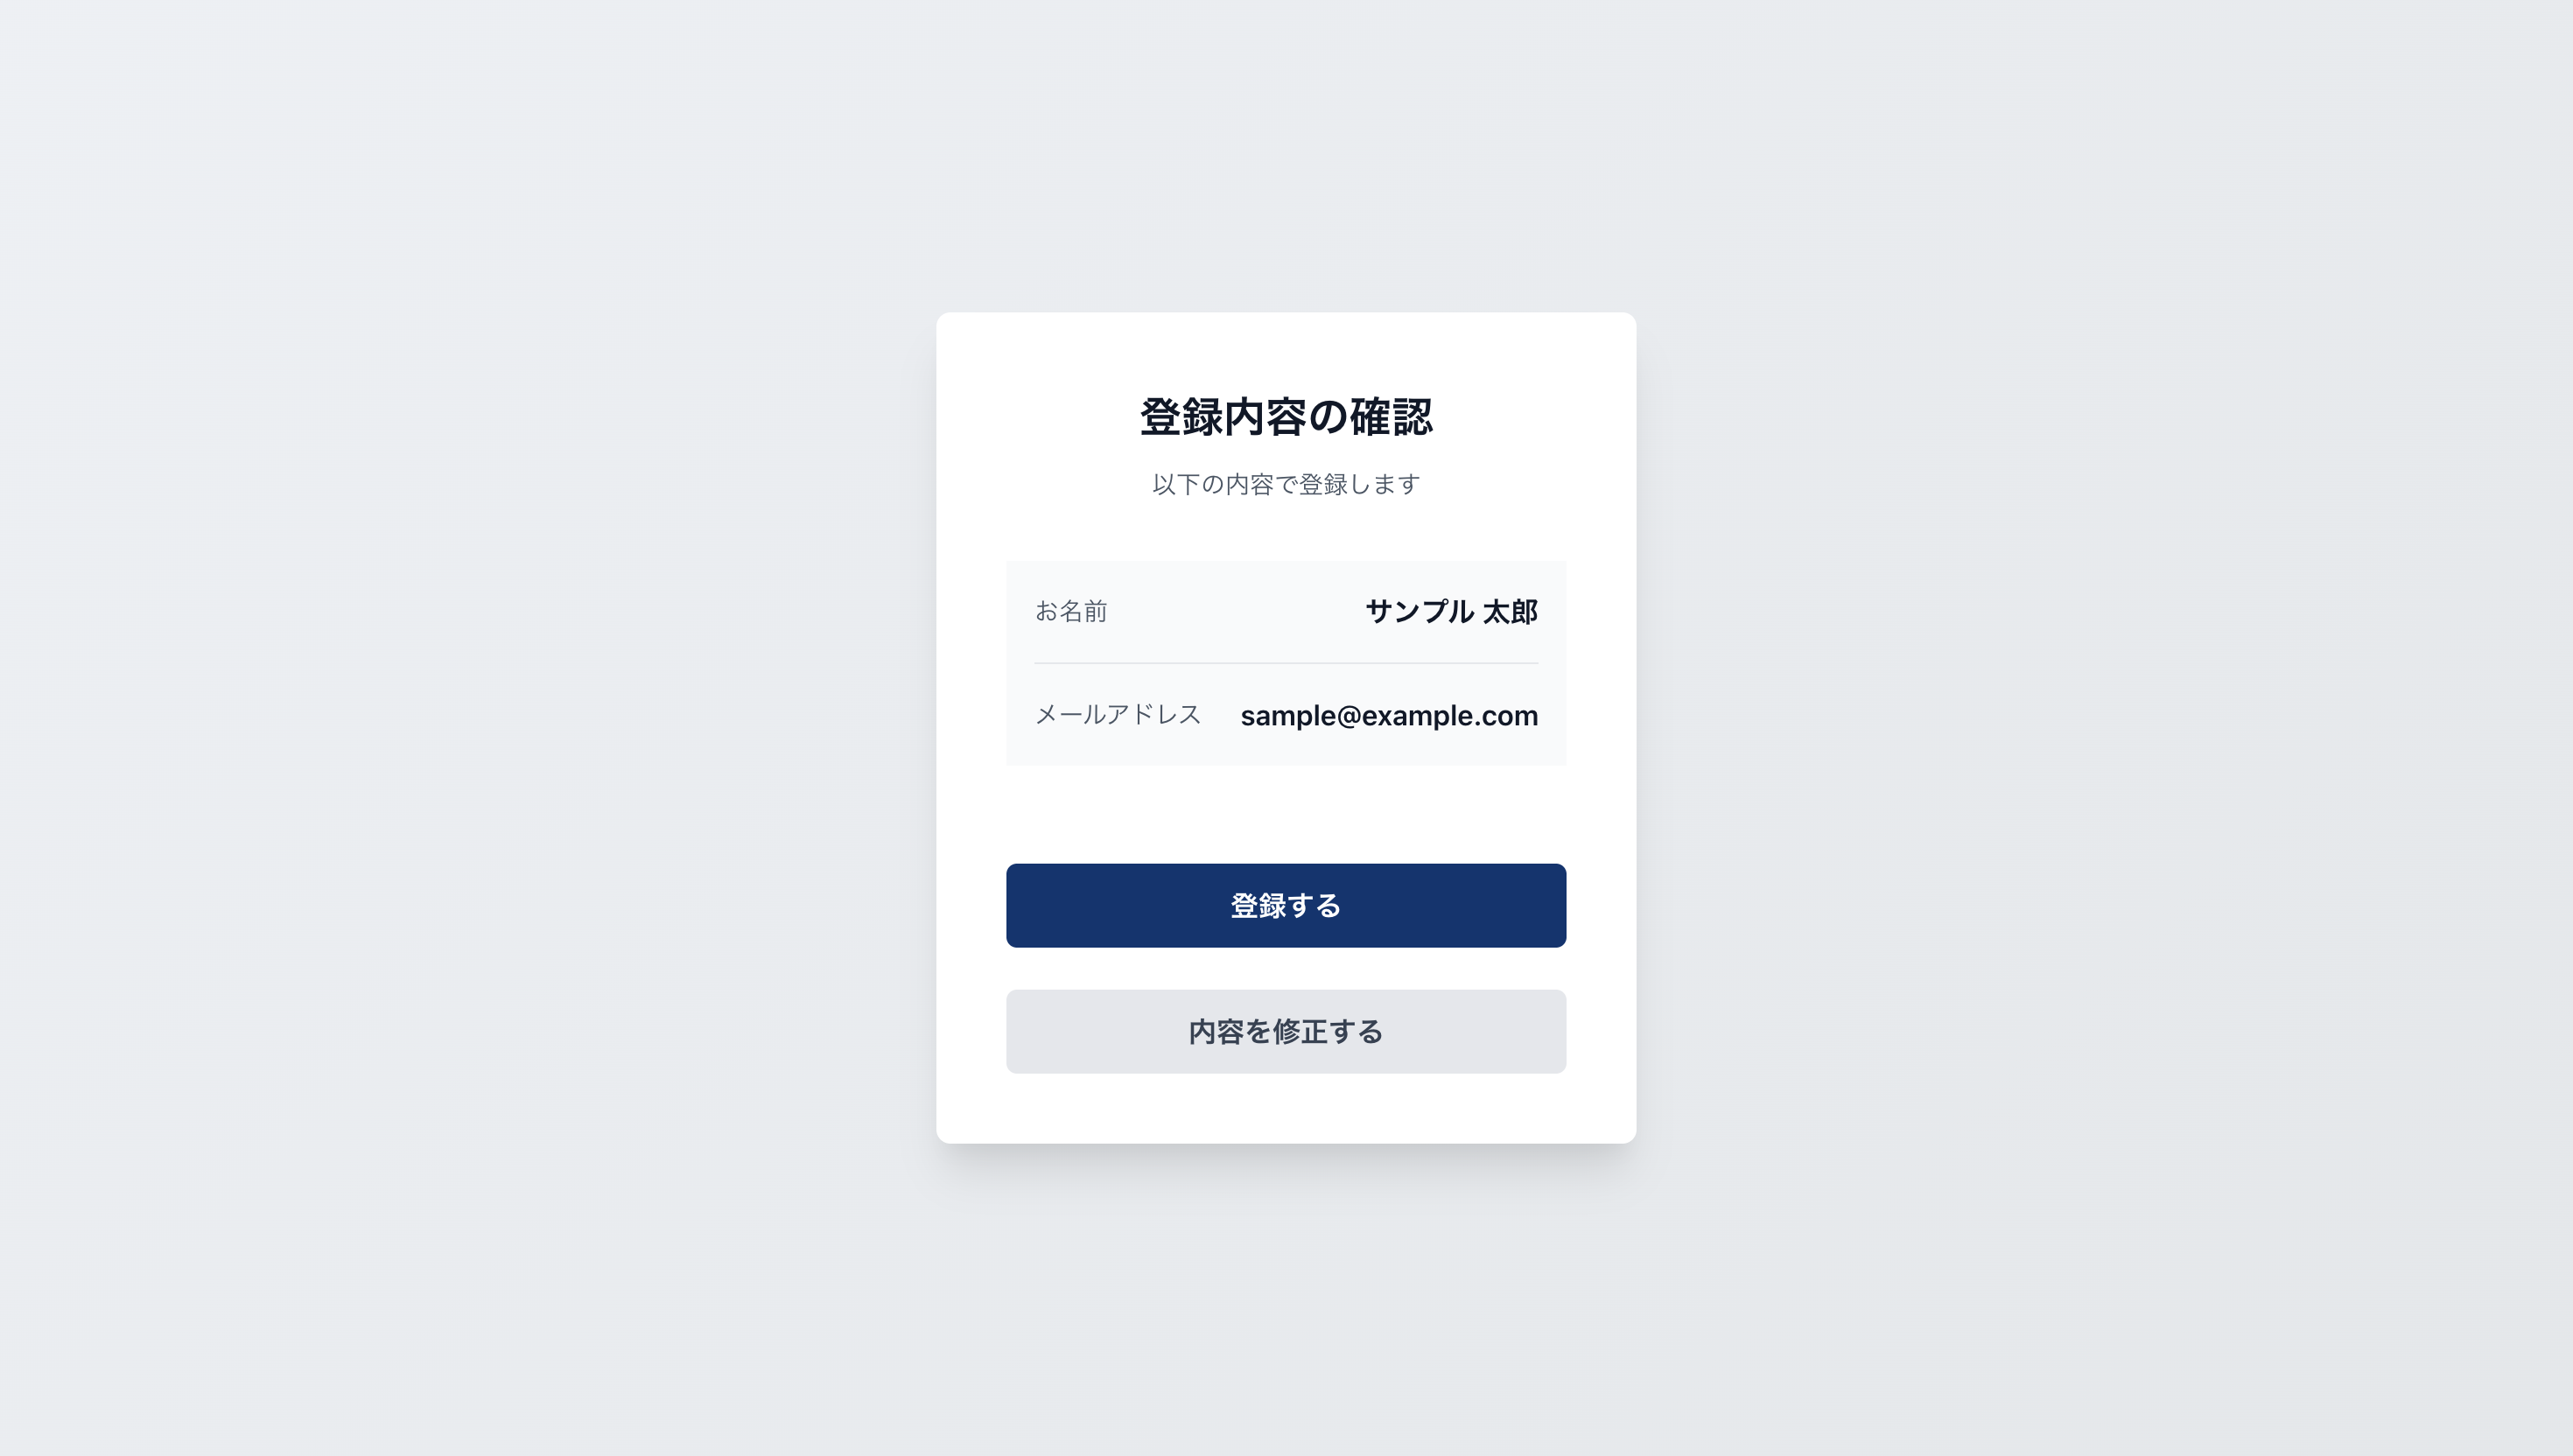 登録内容の確認
以下の内容で登録します
お名前 サンプル 太郎
メールアドレス sample@example.com
登録する
内容を修正する